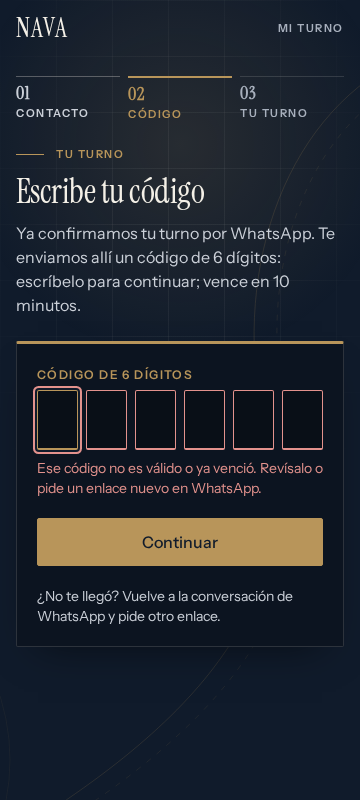 NAVA
MI TURNO
01
CONTACTO
02
CÓDIGO
03
TU TURNO
TU TURNO
Escribe tu código
Ya confirmamos tu turno por WhatsApp. Te
enviamos allí un código de 6 dígitos:
escríbelo para continuar; vence en 10
minutos.
CÓDIGO DE 6 DÍGITOS
Ese código no es válido o ya venció. Revísalo o
pide un enlace nuevo en WhatsApp.
Continuar
¿No te llegó? Vuelve a la conversación de
WhatsApp y pide otro enlace.